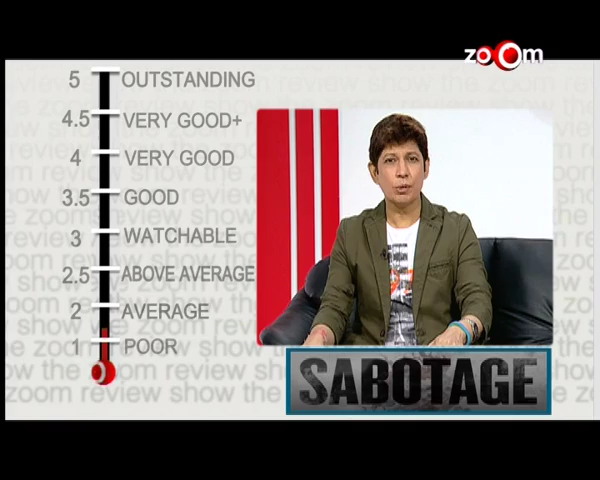 zoom
5 OUTSTANDING
4.5 VERY GOOD+
4 VERY GOOD
3.5 GOOD
3 WATCHABLE
2.5 ABOVE AVERAGE
2 AVERAGE
1 POOR
SABOTAGE